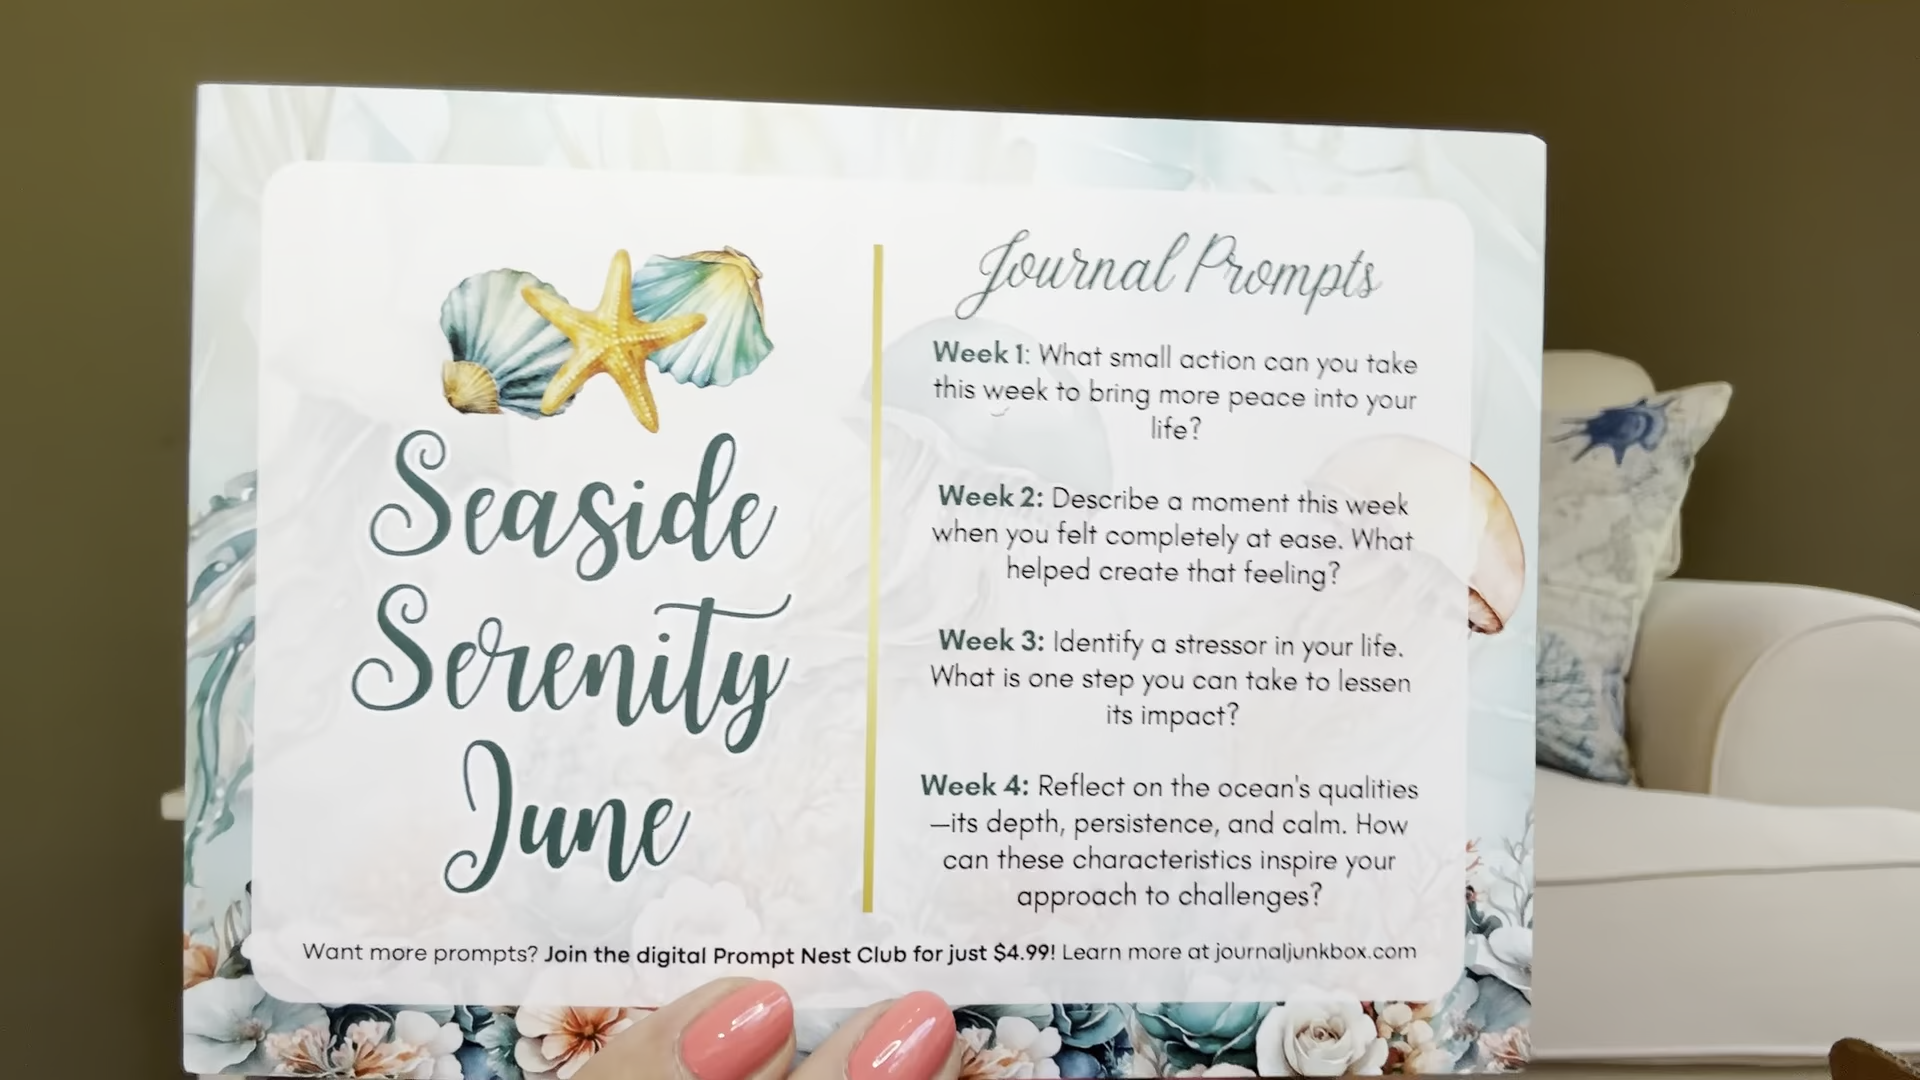 Seaside
Serenity
June
Journal Prompts
Week 1: What small action can you take
this week to bring more peace into your
life?
Week 2: Describe a moment this week
when you felt completely at ease. What
helped create that feeling?
Week 3: Identify a stressor in your life.
What is one step you can take to lessen
its impact?
Week 4: Reflect on the ocean's qualities
—its depth, persistence, and calm. How
can these characteristics inspire your
approach to challenges?
Want more prompts? Join the digital Prompt Nest Club for just $4.99! Learn more at journaljunkbox.com